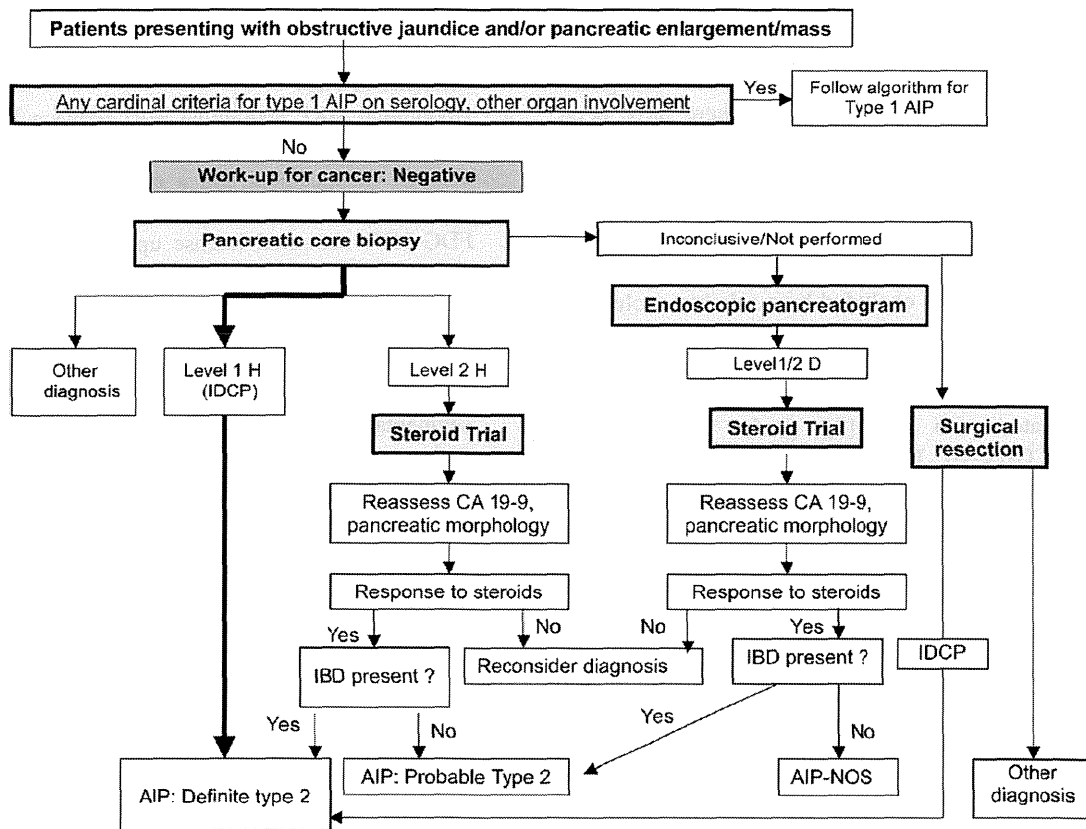 Patients presenting with obstructive jaundice and/or pancreatic enlargement/mass
Any cardinal criteria for type 1 AIP on serology, other organ involvement
Yes
Follow algorithm for
Type 1 AIP
No
Work-up for cancer: Negative
Pancreatic core biopsy
Inconclusive/Not performed
Endoscopic pancreatogram
Other
diagnosis
Level 1 H
(IDCP)
Level 2 H
Level1/2 D
Steroid Trial
Steroid Trial
Surgical
resection
Reassess CA 19-9,
pancreatic morphology
Reassess CA 19-9,
pancreatic morphology
Response to steroids
Response to steroids
Yes
No
No
Yes
IBD present ?
Reconsider diagnosis
IBD present ?
IDCP
Yes
No
Yes
No
AIP: Definite type 2
AIP: Probable Type 2
AIP-NOS
Other
diagnosis